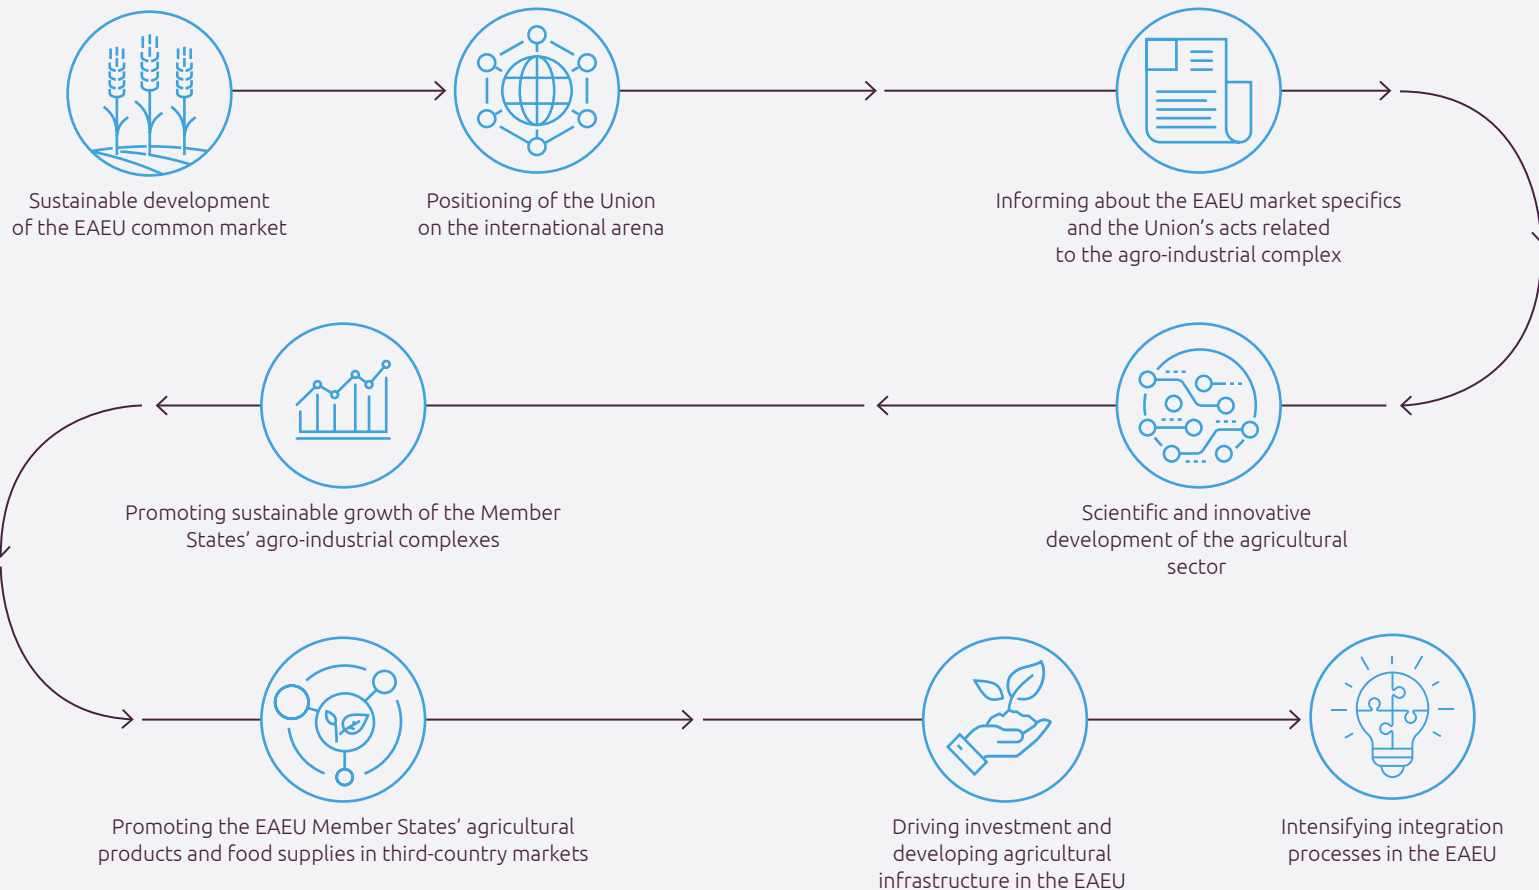 Sustainable development
of the EAEU common market
Positioning of the Union
on the international arena
Informing about the EAEU market specifics
and the Union’s acts related
to the agro-industrial complex
Scientific and innovative
development of the agricultural
sector
Promoting sustainable growth of the Member
States’ agro-industrial complexes
Promoting the EAEU Member States’ agricultural
products and food supplies in third-country markets
Driving investment and
developing agricultural
infrastructure in the EAEU
Intensifying integration
processes in the EAEU